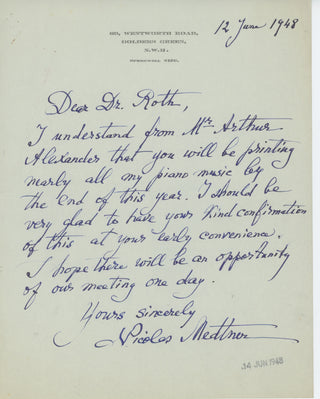 69, WENTWORTH ROAD,
GOLDERS GREEN,
N.W.11.
SPEEDWELL
12 June 1948
Dear Dr. Roth,
I understand from Mr Arthur
Alexander that you will be printing
nearly all my piano music by
the end of this year. I should be
very glad to have your kind confirmation
of this at your early convenience.
I hope there will be an opportunity
of our meeting one day.
Yours sincerely
Nicolas Medtner
14 JUN 1948